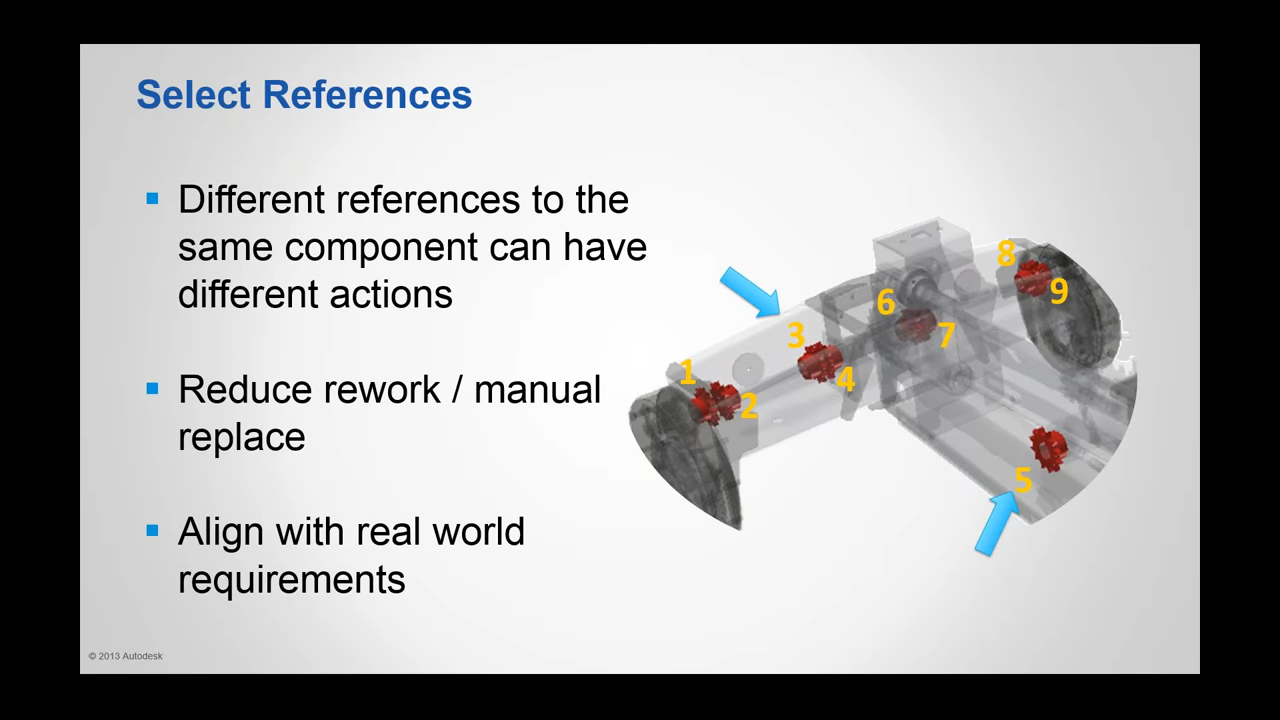 Select References
Different references to the
same component can have
different actions
Reduce rework / manual
replace
Align with real world
requirements
1
2
3
4
5
6
7
8
9
© 2013 Autodesk